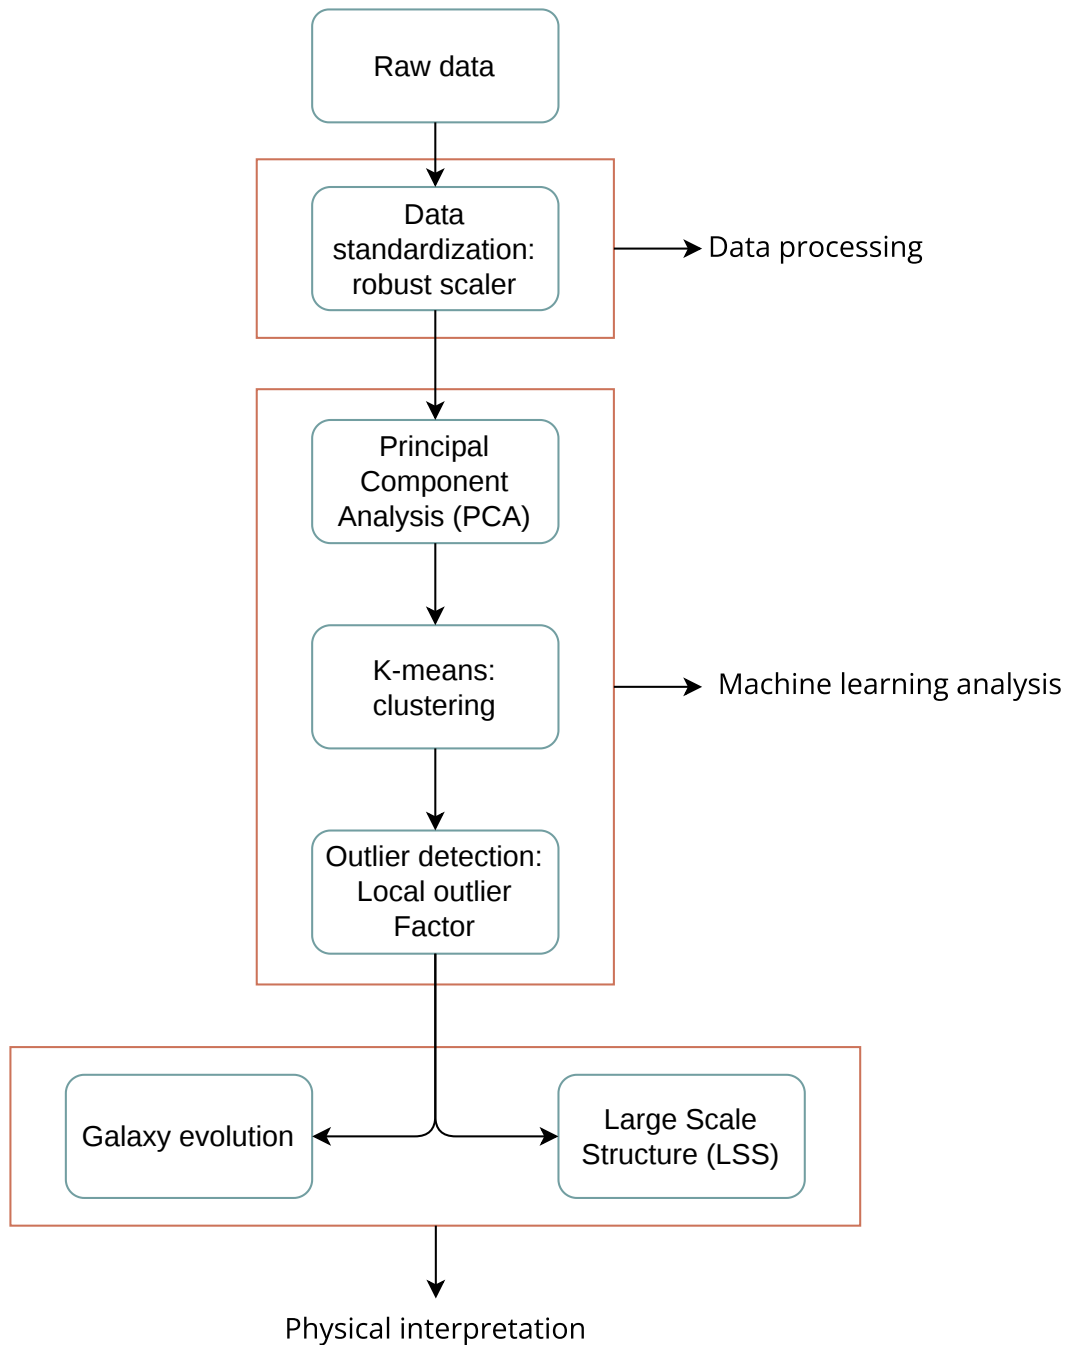 Raw data
Data
standardization:
robust scaler
Data processing
Principal
Component
Analysis (PCA)
K-means:
clustering
Machine learning analysis
Outlier detection:
Local outlier
Factor
Galaxy evolution
Large Scale
Structure (LSS)
Physical interpretation